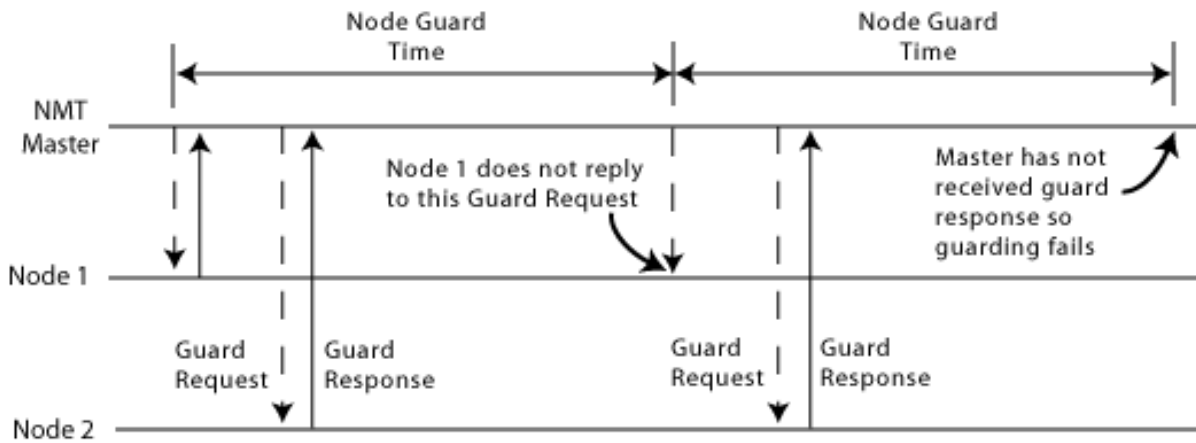 Node Guard
Time
Node Guard
Time
NMT
Master
Node 1 does not reply
to this Guard Request
Master has not
received guard
response so
guarding fails
Node 1
Guard
Request
Guard
Response
Guard
Request
Guard
Response
Node 2